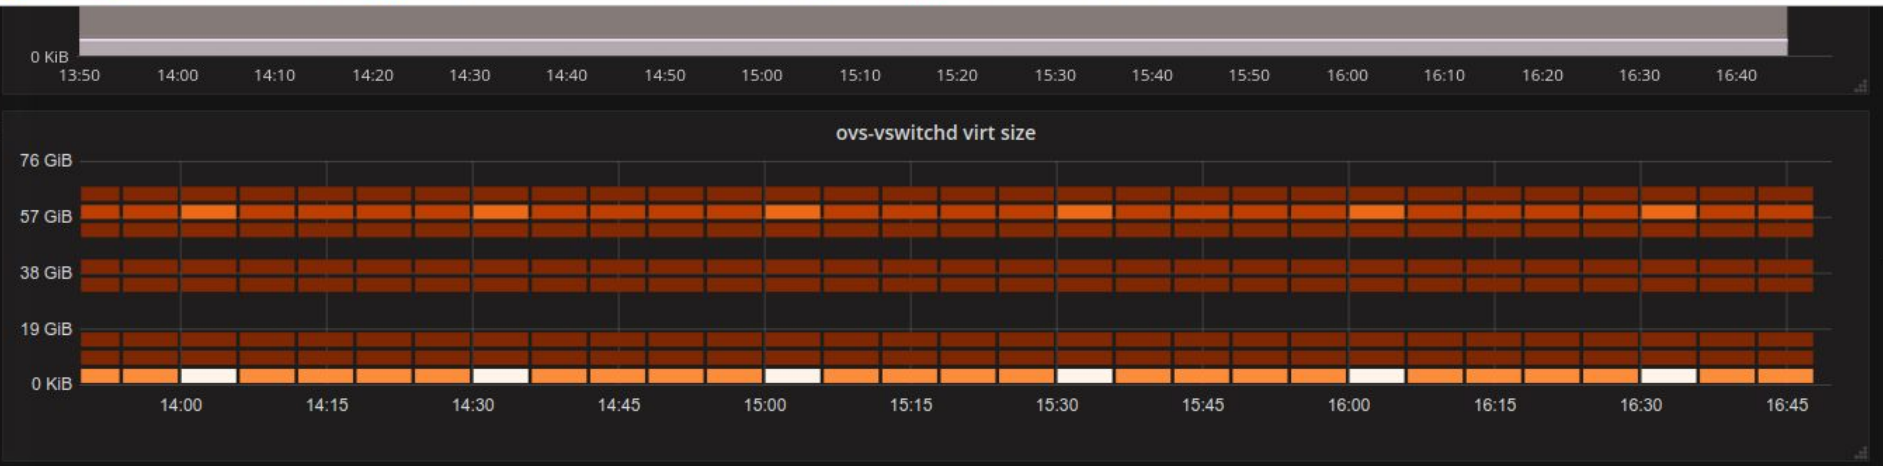 0 KiB
13:50 14:00 14:10 14:20 14:30 14:40 14:50 15:00 15:10 15:20 15:30 15:40 15:50 16:00 16:10 16:20 16:30 16:40
ovs-vswitchd virt size
76 GiB
57 GiB
38 GiB
19 GiB
0 KiB
14:00 14:15 14:30 14:45 15:00 15:15 15:30 15:45 16:00 16:15 16:30 16:45